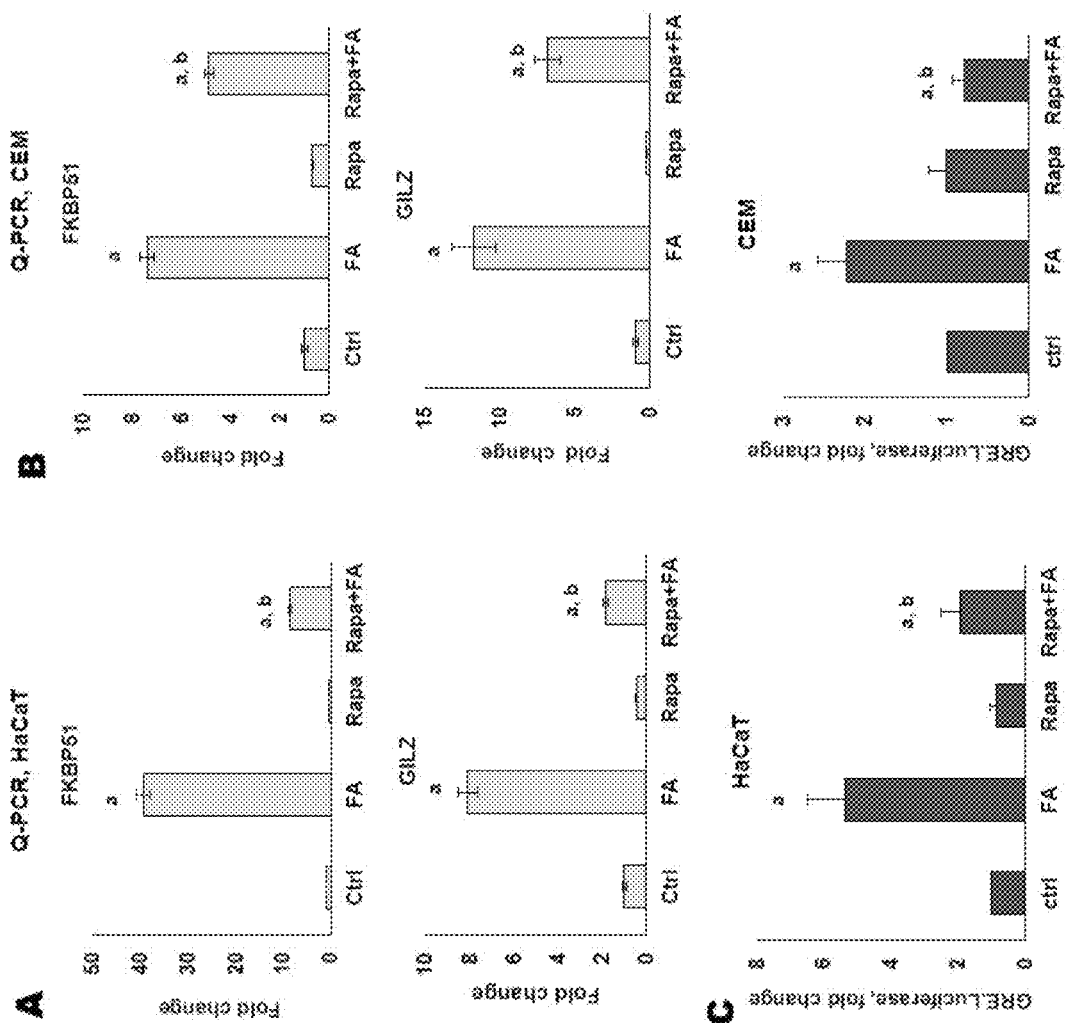 A
Q-PCR, HaCaT
FKBP51
Fold change
50
40
30
20
10
0
a
a, b
Ctrl
FA
Rapa
Rapa+FA
GILZ
Fold change
10
8
6
4
2
0
a
a, b
Ctrl
FA
Rapa
Rapa+FA
B
Q-PCR, CEM
FKBP51
Fold change
10
8
6
4
2
0
a
a, b
Ctrl
FA
Rapa
Rapa+FA
GILZ
Fold change
15
10
5
0
a
a, b
Ctrl
FA
Rapa
Rapa+FA
C
HaCaT
GRE.Luciferase, fold change
8
6
4
2
0
a
a, b
ctrl
FA
Rapa
Rapa+FA
CEM
GRE.Luciferase, fold change
3
2
1
0
a
a, b
ctrl
FA
Rapa
Rapa+FA